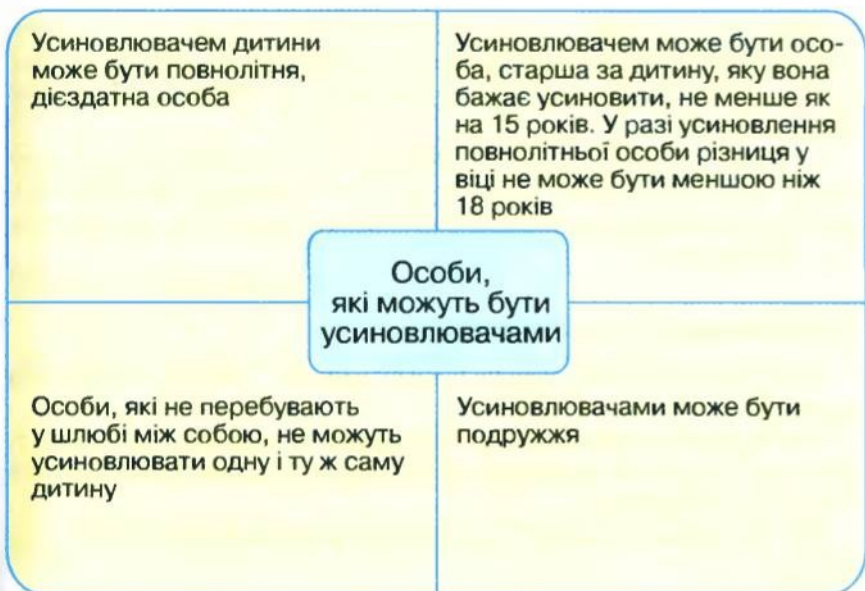 Усиновлювачем дитини
може бути повнолітня,
дієздатна особа
Усиновлювачем може бути осо-
ба, старша за дитину, яку вона
бажає усиновити, не менше як
на 15 років. У разі усиновлення
повнолітньої особи різниця у
віці не може бути меншою ніж
18 років
Особи,
які можуть бути
усиновлювачами
Особи, які не перебувають
у шлюбі між собою, не можуть
усиновлювати одну і ту ж саму
дитину
Усиновлювачами може бути
подружжя